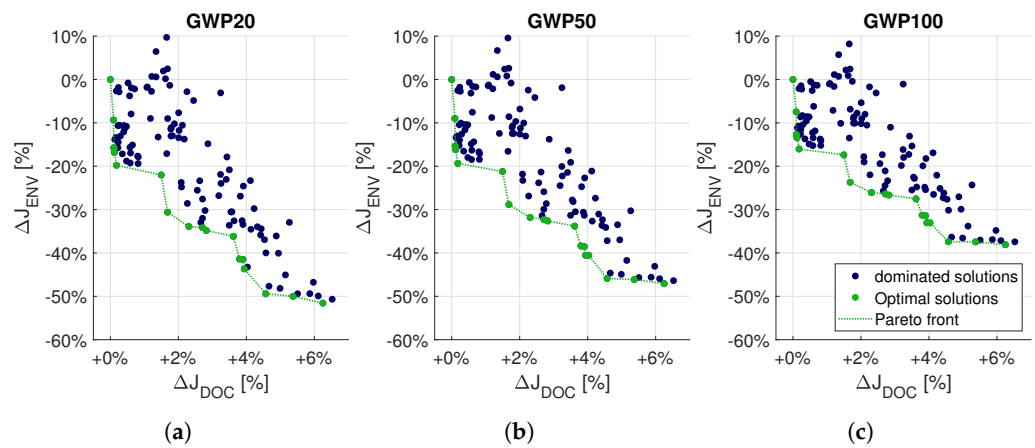 GWP20
GWP50
GWP100
10%
0%
-10%
-20%
-30%
-40%
-50%
-60%
ΔJENV [%]
+0%
+2%
+4%
+6%
ΔJDOC [%]
10%
0%
-10%
-20%
-30%
-40%
-50%
-60%
ΔJENV [%]
+0%
+2%
+4%
+6%
ΔJDOC [%]
10%
0%
-10%
-20%
-30%
-40%
-50%
-60%
ΔJENV [%]
+0%
+2%
+4%
+6%
ΔJDOC [%]
dominated solutions
Optimal solutions
Pareto front
(a)
(b)
(c)